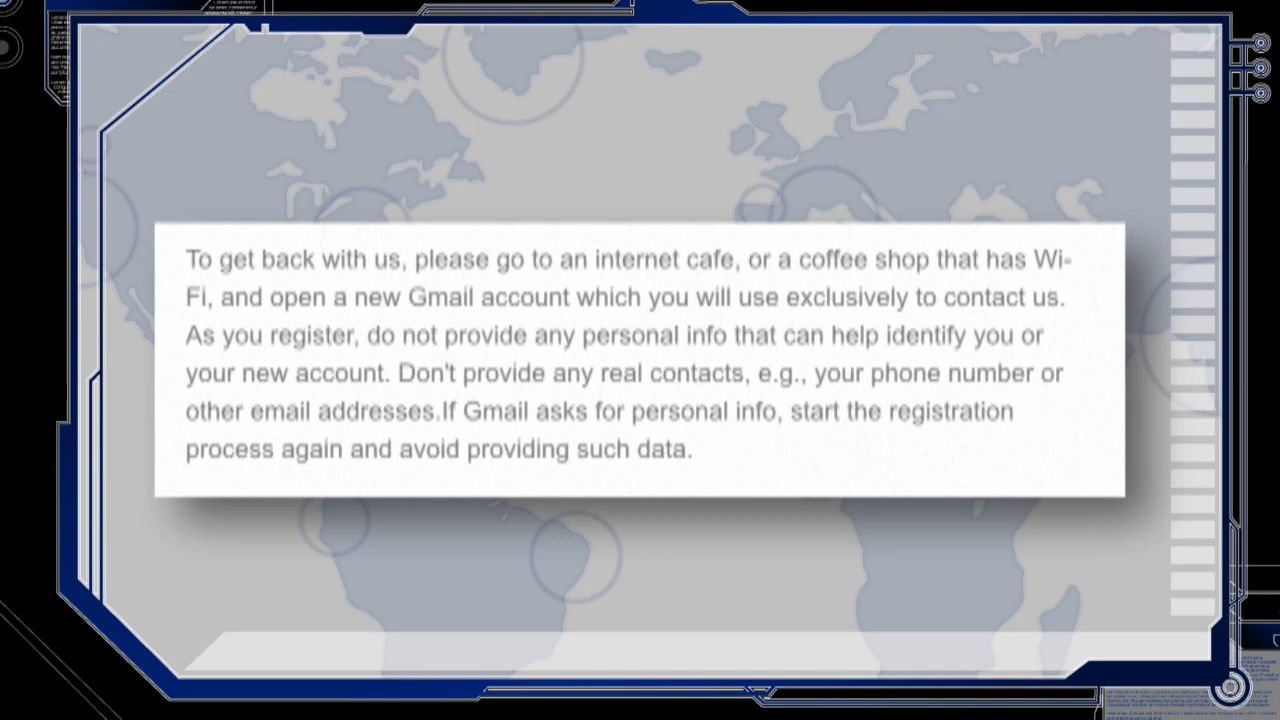 To get back with us, please go to an internet cafe, or a coffee shop that has Wi-
Fi, and open a new Gmail account which you will use exclusively to contact us.
As you register, do not provide any personal info that can help identify you or
your new account. Don't provide any real contacts, e.g., your phone number or
other email addresses.If Gmail asks for personal info, start the registration
process again and avoid providing such data.